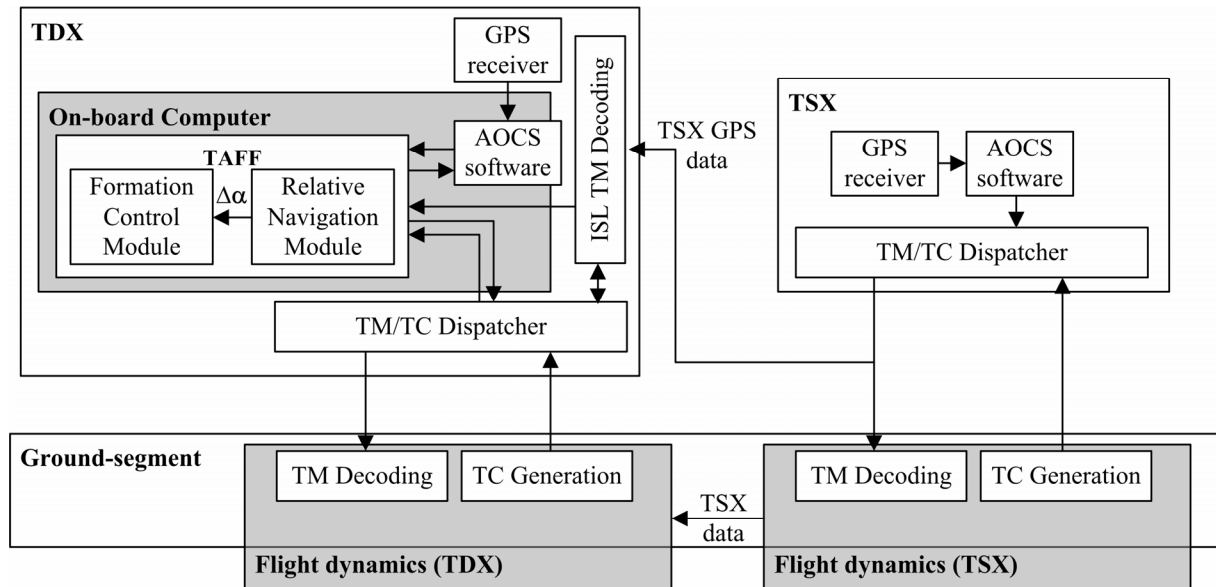 TDX
GPS
receiver
ISL TM Decoding
On-board Computer
AOCS
software
TAFF
Formation
Control
Module
Δα
Relative
Navigation
Module
TM/TC Dispatcher
TSX GPS
data
TSX
GPS
receiver
AOCS
software
TM/TC Dispatcher
Ground-segment
TM Decoding
TC Generation
Flight dynamics (TDX)
TSX
data
TM Decoding
TC Generation
Flight dynamics (TSX)